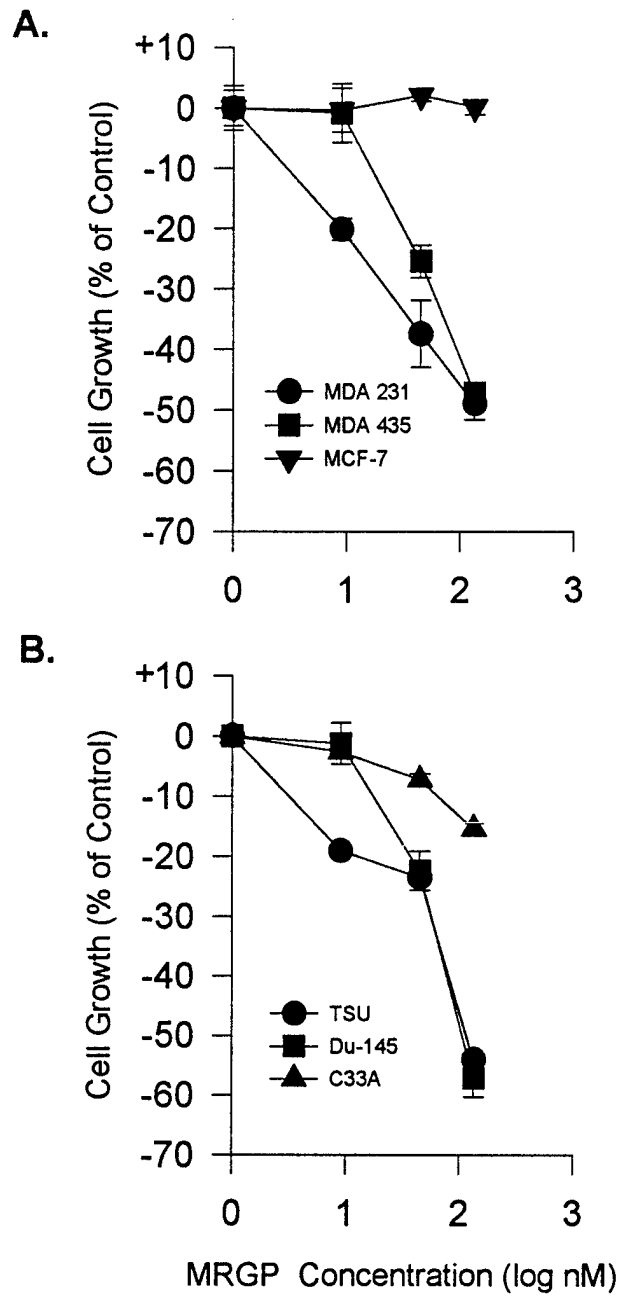 A.
Cell Growth (% of Control)
+10
0
-10
-20
-30
-40
-50
-60
-70
MDA 231
MDA 435
MCF-7
0 1 2 3
B.
Cell Growth (% of Control)
+10
0
-10
-20
-30
-40
-50
-60
-70
TSU
Du-145
C33A
0 1 2 3
MRGP Concentration (log nM)